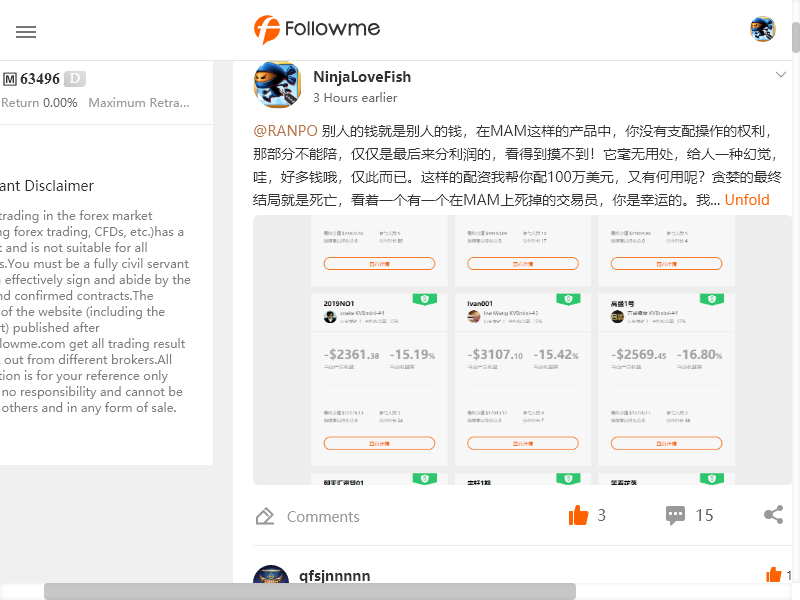 Followme
M 63496 D
Return 0.00% Maximum Retra...
ant Disclaimer
trading in the forex market
ng forex trading, CFDs, etc.)has a
k and is not suitable for all
s.You must be a fully civil servant
effectively sign and abide by the
nd confirmed contracts.The
of the website (including the
rt) published after
lowme.com get all trading result
out from different brokers.All
tion is for your reference only
no responsibility and cannot be
others and in any form of sale.
NinjaLoveFish
3 Hours earlier
@RANPO 别人的钱就是别人的钱，在MAM这样的产品中，你没有支配操作的权利，
那部分不能陪，仅仅是最后来分利润的，看得到摸不到！它毫无用处，给人一种幻觉，
哇，好多钱哦，仅此而已。这样的配资我帮你配100万美元，又有何用呢？贪婪的最终
结局就是死亡，看着一个有一个在MAM上死掉的交易员，你是幸运的。我... Unfold
2019NO1 Ivan001 高盛1号
-$2361.38 -15.19% -$3107.10 -15.42% -$2569.45 -16.80%
Comments 3 15
qfsjnnnnn 1